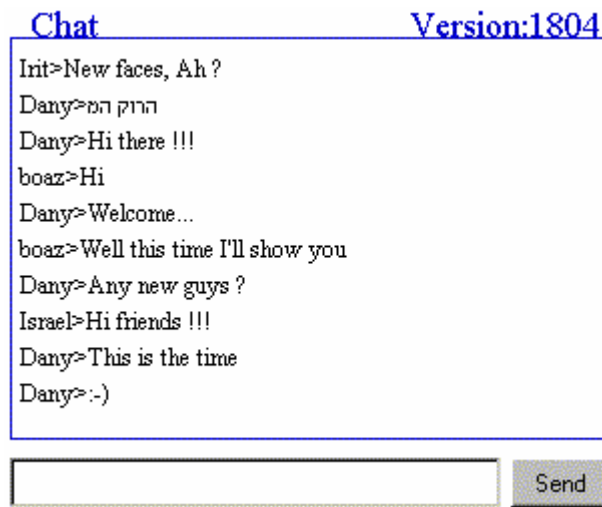 Chat
Version:1804
Irit>New faces, Ah ?
Dany>הרוק המ
Dany>Hi there !!!
boaz>Hi
Dany>Welcome...
boaz>Well this time I'll show you
Dany>Any new guys ?
Israel>Hi friends !!!
Dany>This is the time
Dany>:-)
Send